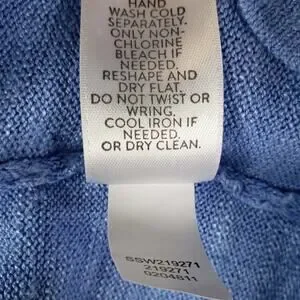 HAND
WASH COLD
SEPARATELY.
ONLY NON-
CHLORINE
BLEACH IF
NEEDED.
RESHAPE AND
DRY FLAT.
DO NOT TWIST OR
WRING.
COOL IRON IF
NEEDED.
OR DRY CLEAN.
SSW219271
219271
0204811